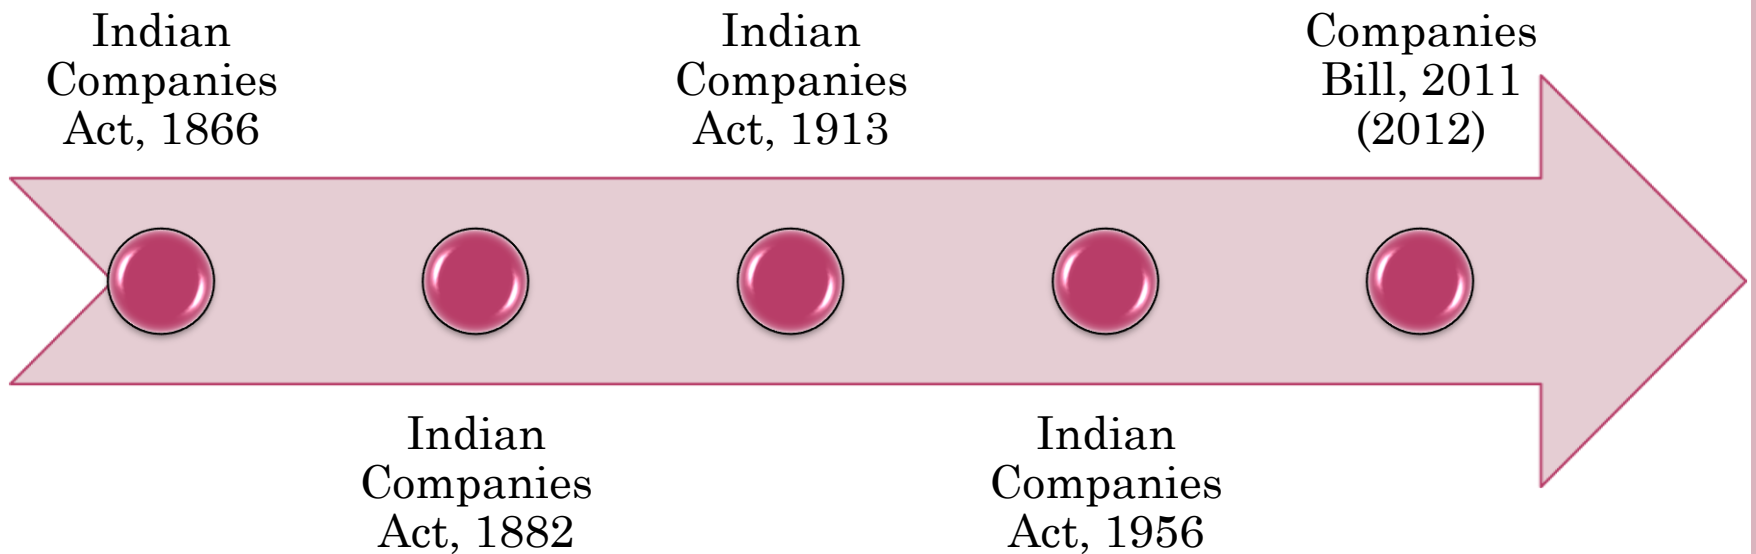 Indian
Companies
Act, 1866
Indian
Companies
Act, 1882
Indian
Companies
Act, 1913
Indian
Companies
Act, 1956
Companies
Bill, 2011
(2012)